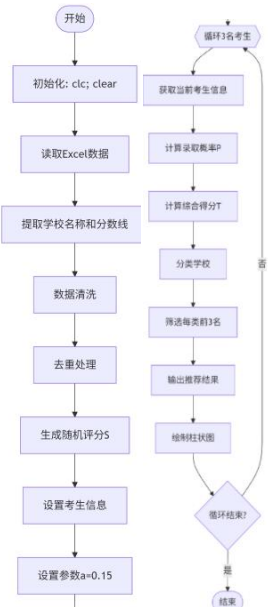 开始
初始化: clc; clear
读取Excel数据
提取学校名称和分数线
数据清洗
去重处理
生成随机评分S
设置考生信息
设置参数a=0.15
循环3名考生
获取当前考生信息
计算录取概率P
计算综合得分T
分类学校
筛选每类前3名
输出推荐结果
绘制柱状图
循环结束?
否
是
结束